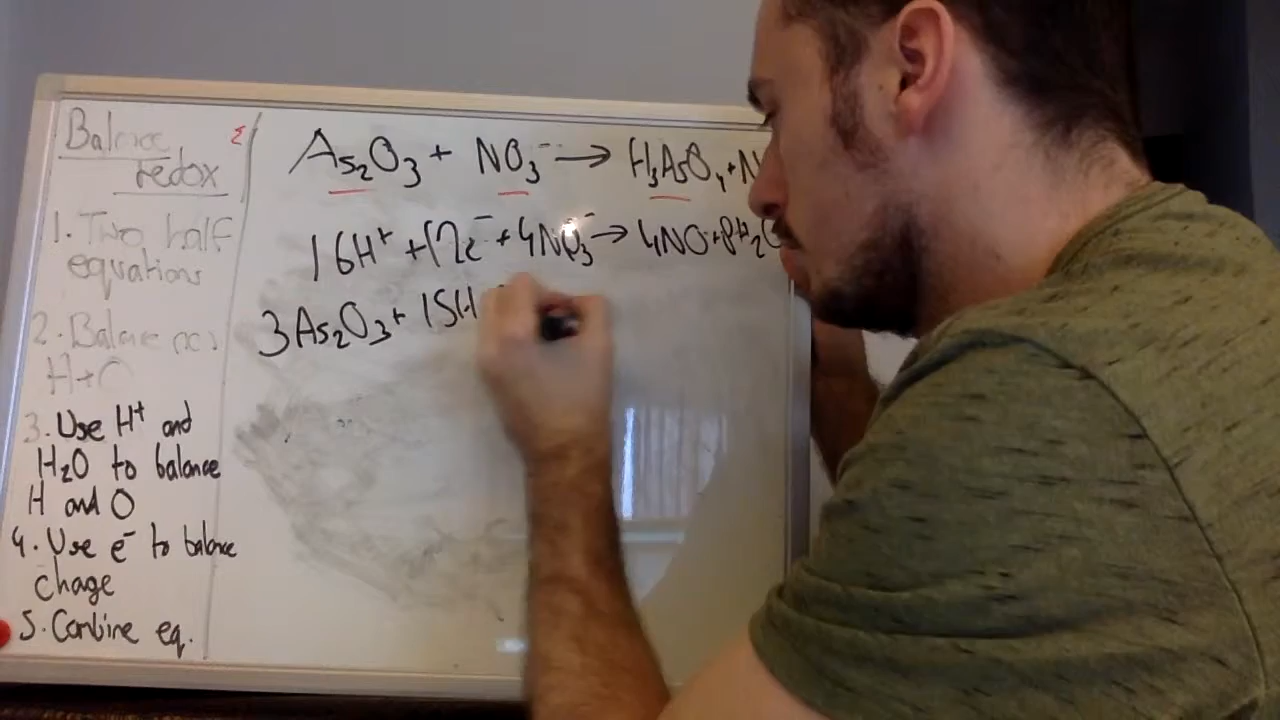 Balance
redox
Σ
1. Two half
equations
2. Balance
H+O
3. Use H⁺ and
H₂O to balance
H and O
4. Use e⁻ to balance
chage
5. Combine eq.
As₂O₃ + NO₃⁻ → H₃AsO₄ + N
16H⁺ + 12e⁻ + 4NO₃⁻ → 4NO + 8H₂O
3As₂O₃ + 15H